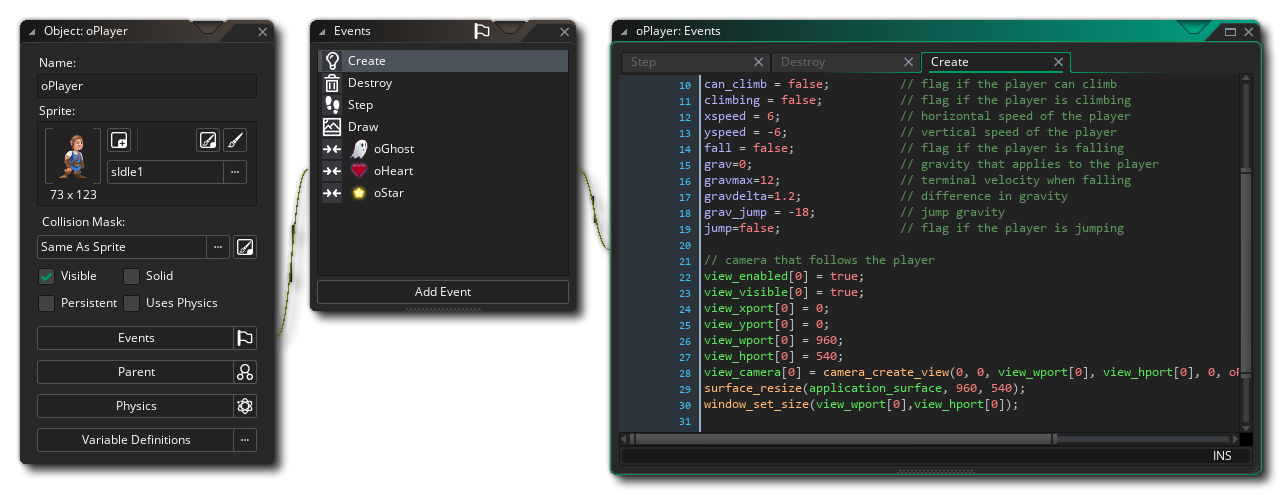 Object: oPlayer
Name:
oPlayer
Sprite:
sIdle1
...
73 x 123
Collision Mask:
Same As Sprite
...
Visible
Solid
Persistent
Uses Physics
Events
Parent
Physics
Variable Definitions
...
Events
Create
Destroy
Step
Draw
oGhost
oHeart
oStar
Add Event
oPlayer: Events
Step
Destroy
Create
10 can_climb = false; // flag if the player can climb
11 climbing = false; // flag if the player is climbing
12 xspeed = 6; // horizontal speed of the player
13 yspeed = -6; // vertical speed of the player
14 fall = false; // flag if the player is falling
15 grav=0; // gravity that applies to the player
16 gravmax=12; // terminal velocity when falling
17 gravdelta=1.2; // difference in gravity
18 grav_jump = -18; // jump gravity
19 jump=false; // flag if the player is jumping
20
21 // camera that follows the player
22 view_enabled[0] = true;
23 view_visible[0] = true;
24 view_xport[0] = 0;
25 view_yport[0] = 0;
26 view_wport[0] = 960;
27 view_hport[0] = 540;
28 view_camera[0] = camera_create_view(0, 0, view_wport[0], view_hport[0], 0,
29 surface_resize(application_surface, 960, 540);
30 window_set_size(view_wport[0],view_hport[0]);
31
INS